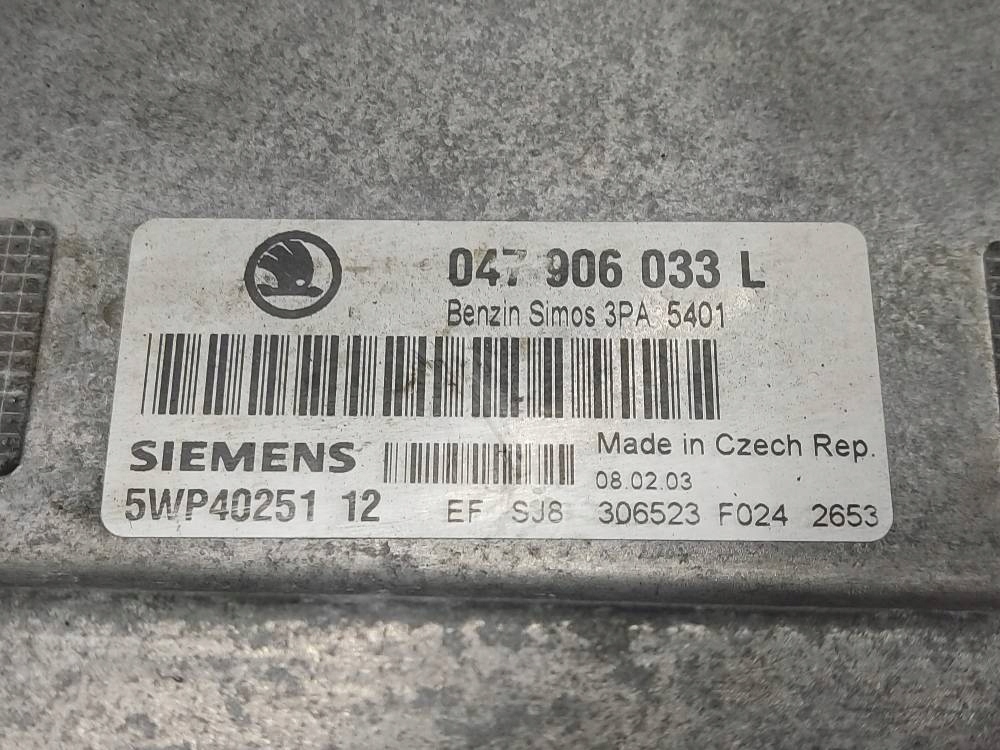 047 906 033 L
Benzin Simos 3PA 5401
SIEMENS
Made in Czech Rep.
08.02.03
5WP40251 12
EF SJ8 306523 F024 2653